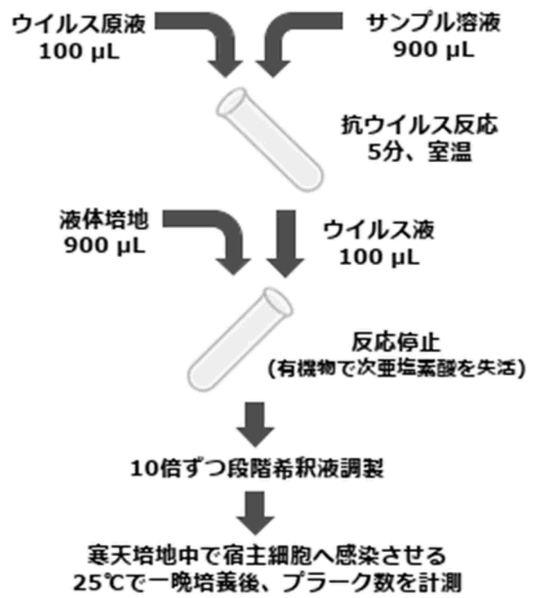 ウイルス原液
100 μL
サンプル溶液
900 μL
抗ウイルス反応
5分、室温
液体培地
900 μL
ウイルス液
100 μL
反応停止
(有機物で次亜塩素酸を失活)
10倍ずつ段階希釈液調製
寒天培地中で宿主細胞へ感染させる
25℃で一晩培養後、プラーク数を計測